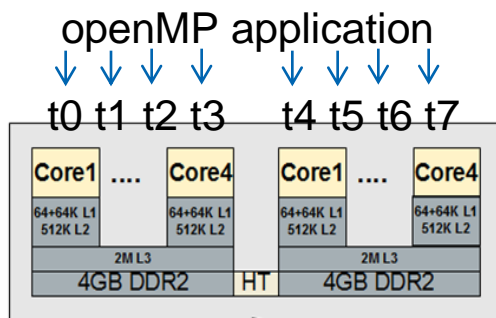 openMP application
t0 t1 t2 t3 t4 t5 t6 t7
Core1 .... Core4 Core1 .... Core4
64+64K L1 64+64K L1 64+64K L1 64+64K L1
512K L2 512K L2 512K L2 512K L2
2M L3 2M L3
4GB DDR2 HT 4GB DDR2